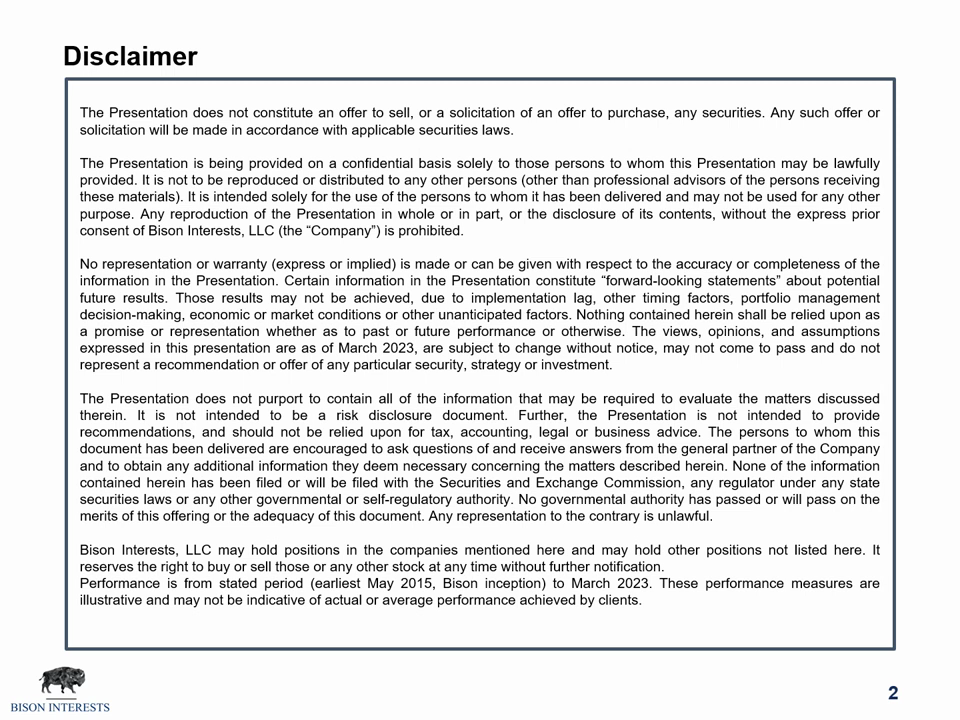 Disclaimer
The Presentation does not constitute an offer to sell, or a solicitation of an offer to purchase, any securities. Any such offer or
solicitation will be made in accordance with applicable securities laws.
The Presentation is being provided on a confidential basis solely to those persons to whom this Presentation may be lawfully
provided. It is not to be reproduced or distributed to any other persons (other than professional advisors of the persons receiving
these materials). It is intended solely for the use of the persons to whom it has been delivered and may not be used for any other
purpose. Any reproduction of the Presentation in whole or in part, or the disclosure of its contents, without the express prior
consent of Bison Interests, LLC (the “Company”) is prohibited.
No representation or warranty (express or implied) is made or can be given with respect to the accuracy or completeness of the
information in the Presentation. Certain information in the Presentation constitute “forward-looking statements” about potential
future results. Those results may not be achieved, due to implementation lag, other timing factors, portfolio management
decision-making, economic or market conditions or other unanticipated factors. Nothing contained herein shall be relied upon as
a promise or representation whether as to past or future performance or otherwise. The views, opinions, and assumptions
expressed in this presentation are as of March 2023, are subject to change without notice, may not come to pass and do not
represent a recommendation or offer of any particular security, strategy or investment.
The Presentation does not purport to contain all of the information that may be required to evaluate the matters discussed
therein. It is not intended to be a risk disclosure document. Further, the Presentation is not intended to provide
recommendations, and should not be relied upon for tax, accounting, legal or business advice. The persons to whom this
document has been delivered are encouraged to ask questions of and receive answers from the general partner of the Company
and to obtain any additional information they deem necessary concerning the matters described herein. None of the information
contained herein has been filed or will be filed with the Securities and Exchange Commission, any regulator under any state
securities laws or any other governmental or self-regulatory authority. No governmental authority has passed or will pass on the
merits of this offering or the adequacy of this document. Any representation to the contrary is unlawful.
Bison Interests, LLC may hold positions in the companies mentioned here and may hold other positions not listed here. It
reserves the right to buy or sell those or any other stock at any time without further notification.
Performance is from stated period (earliest May 2015, Bison inception) to March 2023. These performance measures are
illustrative and may not be indicative of actual or average performance achieved by clients.
BISON INTERESTS
2